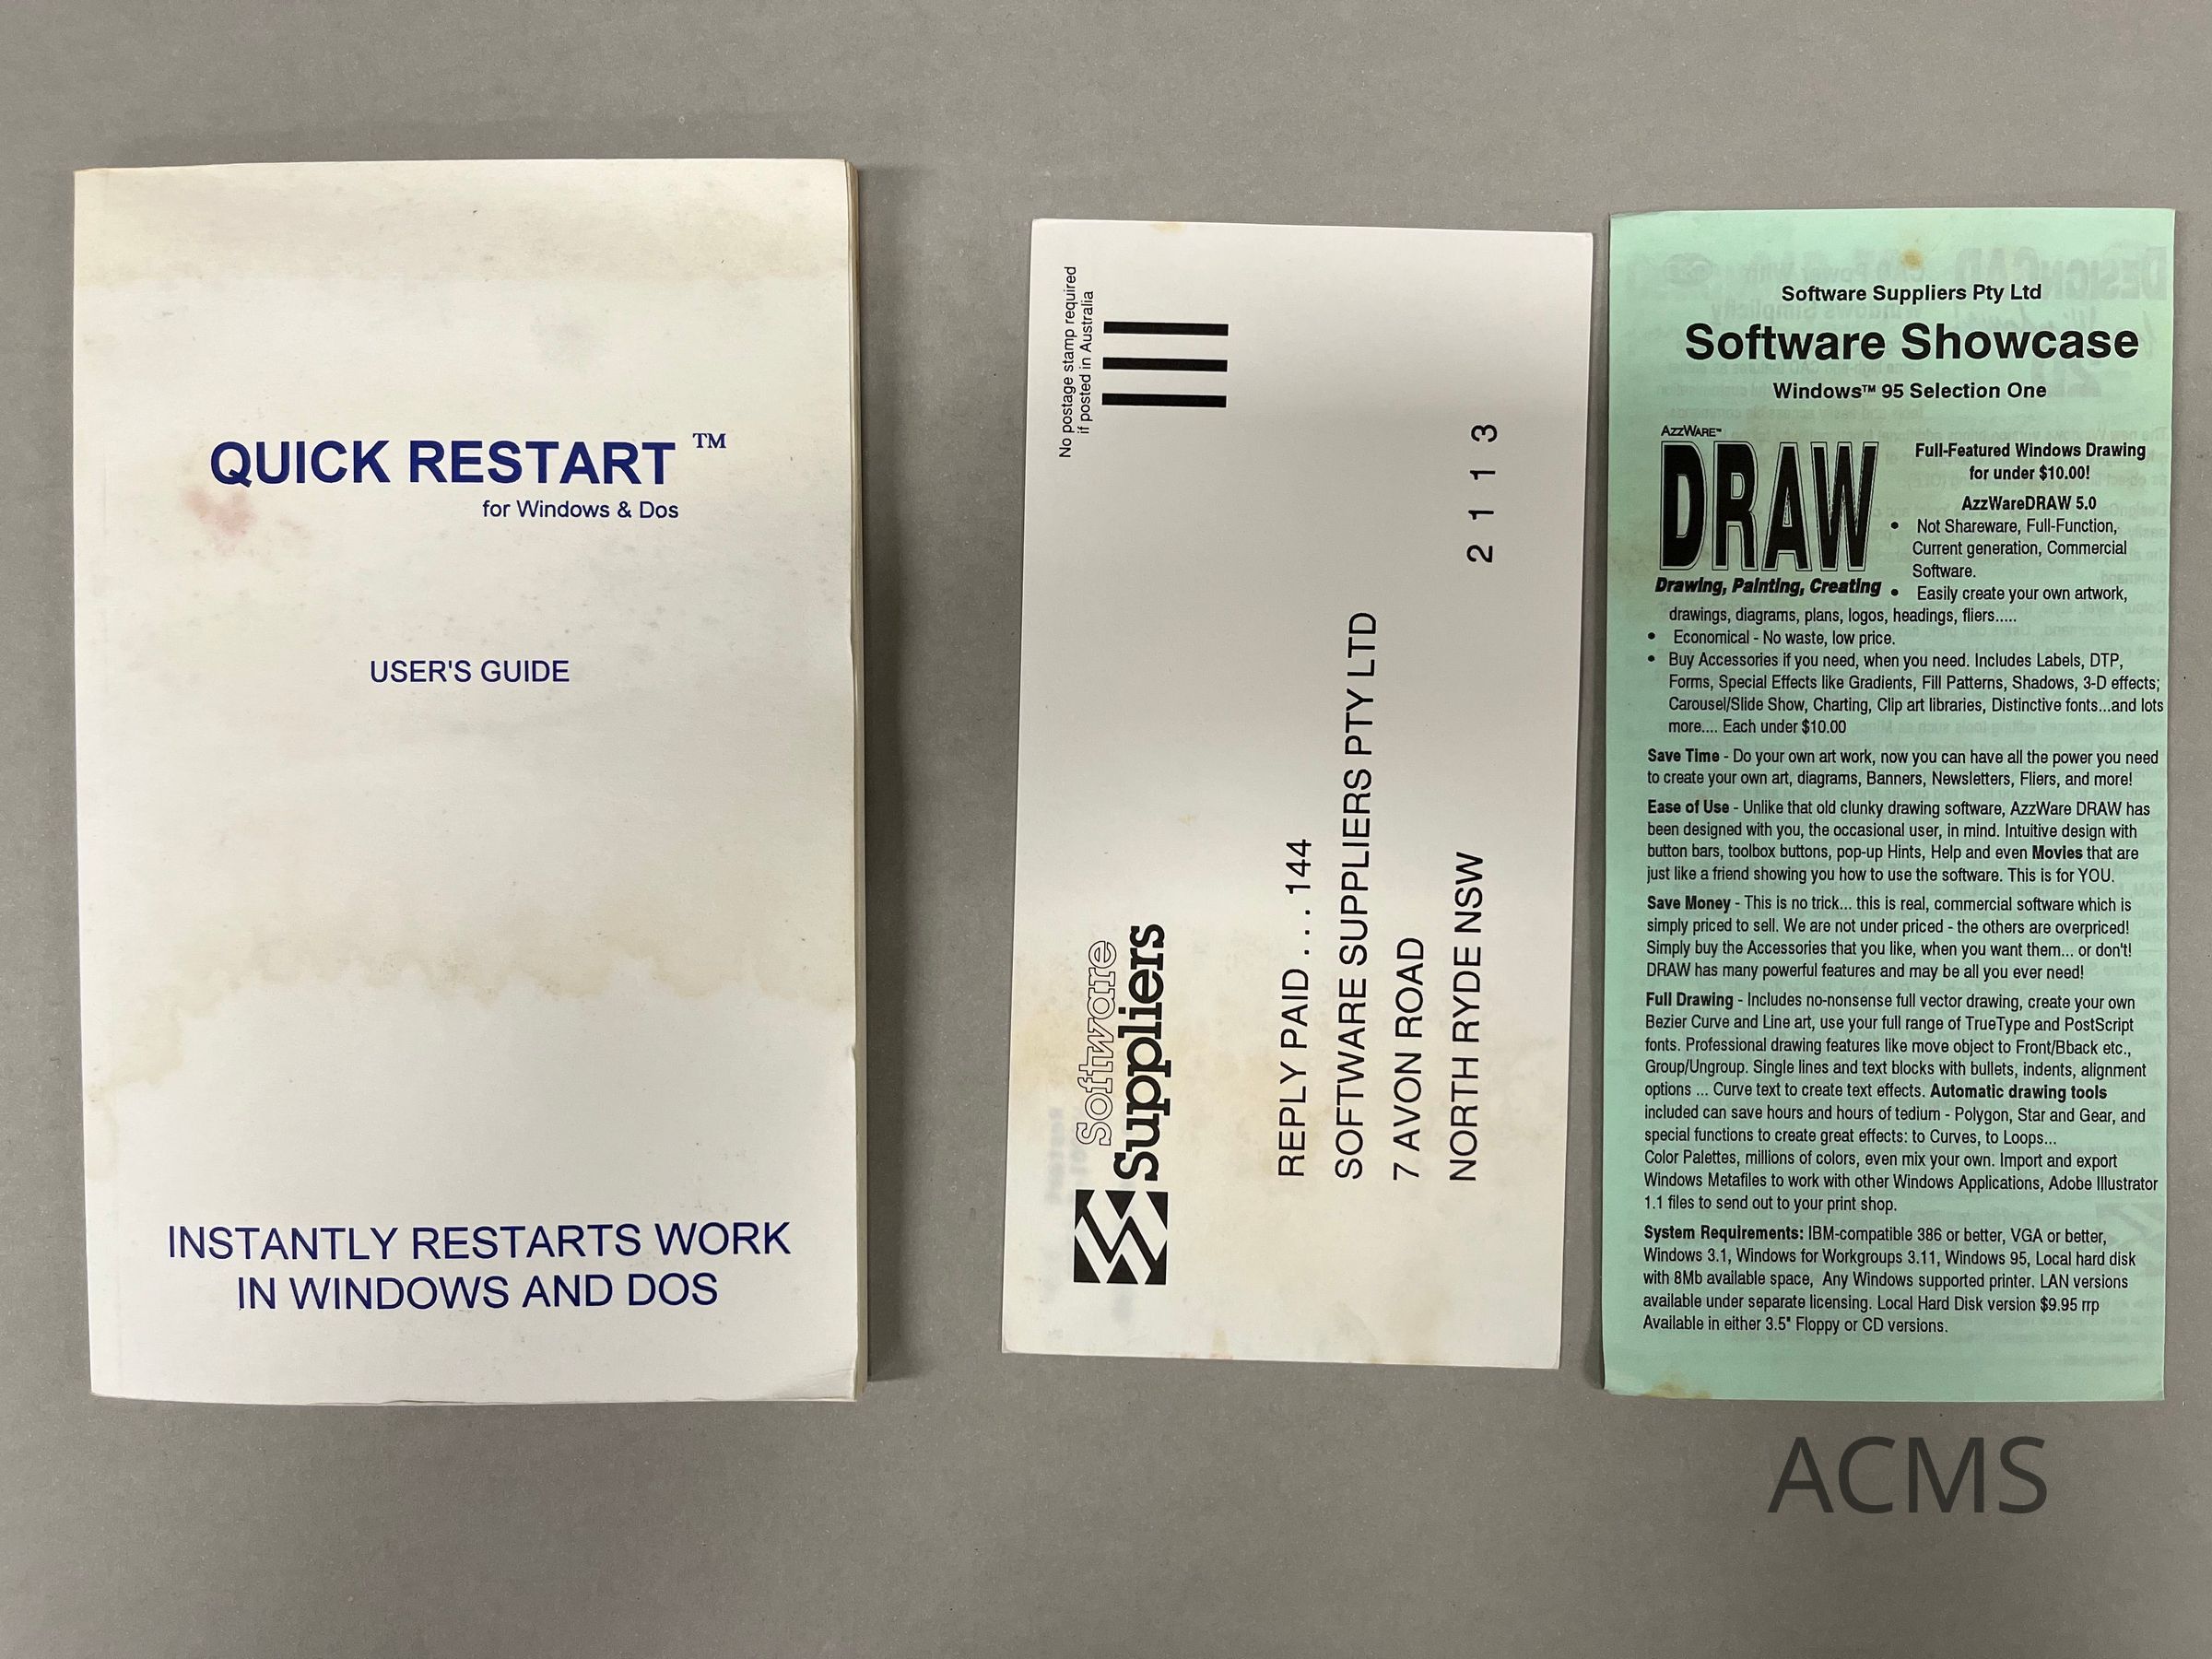 QUICK RESTART ™
for Windows & Dos
USER'S GUIDE
INSTANTLY RESTARTS WORK
IN WINDOWS AND DOS
No postage stamp required
if posted in Australia
Software
Suppliers
REPLY PAID . . . 144
SOFTWARE SUPPLIERS PTY LTD
7 AVON ROAD
NORTH RYDE NSW
2 1 1 3
Software Suppliers Pty Ltd
Software Showcase
Windows™ 95 Selection One
AZZWARE™
DRAW
Drawing, Painting, Creating
Full-Featured Windows Drawing
for under $10.00!
AzzWareDRAW 5.0
• Not Shareware, Full-Function,
Current generation, Commercial
Software.
• Easily create your own artwork,
drawings, diagrams, plans, logos, headings, fliers.....
• Economical - No waste, low price.
• Buy Accessories if you need, when you need. Includes Labels, DTP,
Forms, Special Effects like Gradients, Fill Patterns, Shadows, 3-D effects;
Carousel/Slide Show, Charting, Clip art libraries, Distinctive fonts...and lots
more.... Each under $10.00
Save Time - Do your own art work, now you can have all the power you need
to create your own art, diagrams, Banners, Newsletters, Fliers, and more!
Ease of Use - Unlike that old clunky drawing software, AzzWare DRAW has
been designed with you, the occasional user, in mind. Intuitive design with
button bars, toolbox buttons, pop-up Hints, Help and even Movies that are
just like a friend showing you how to use the software. This is for YOU.
Save Money - This is no trick... this is real, commercial software which is
simply priced to sell. We are not under priced - the others are overpriced!
Simply buy the Accessories that you like, when you want them... or don't!
DRAW has many powerful features and may be all you ever need!
Full Drawing - Includes no-nonsense full vector drawing, create your own
Bezier Curve and Line art, use your full range of TrueType and PostScript
fonts. Professional drawing features like move object to Front/Bback etc.,
Group/Ungroup. Single lines and text blocks with bullets, indents, alignment
options ... Curve text to create text effects. Automatic drawing tools
included can save hours and hours of tedium - Polygon, Star and Gear, and
special functions to create great effects: to Curves, to Loops...
Color Palettes, millions of colors, even mix your own. Import and export
Windows Metafiles to work with other Windows Applications, Adobe Illustrator
1.1 files to send out to your print shop.
System Requirements: IBM-compatible 386 or better, VGA or better,
Windows 3.1, Windows for Workgroups 3.11, Windows 95, Local hard disk
with 8Mb available space, Any Windows supported printer. LAN versions
available under separate licensing. Local Hard Disk version $9.95 rrp
Available in either 3.5" Floppy or CD versions.
ACMS